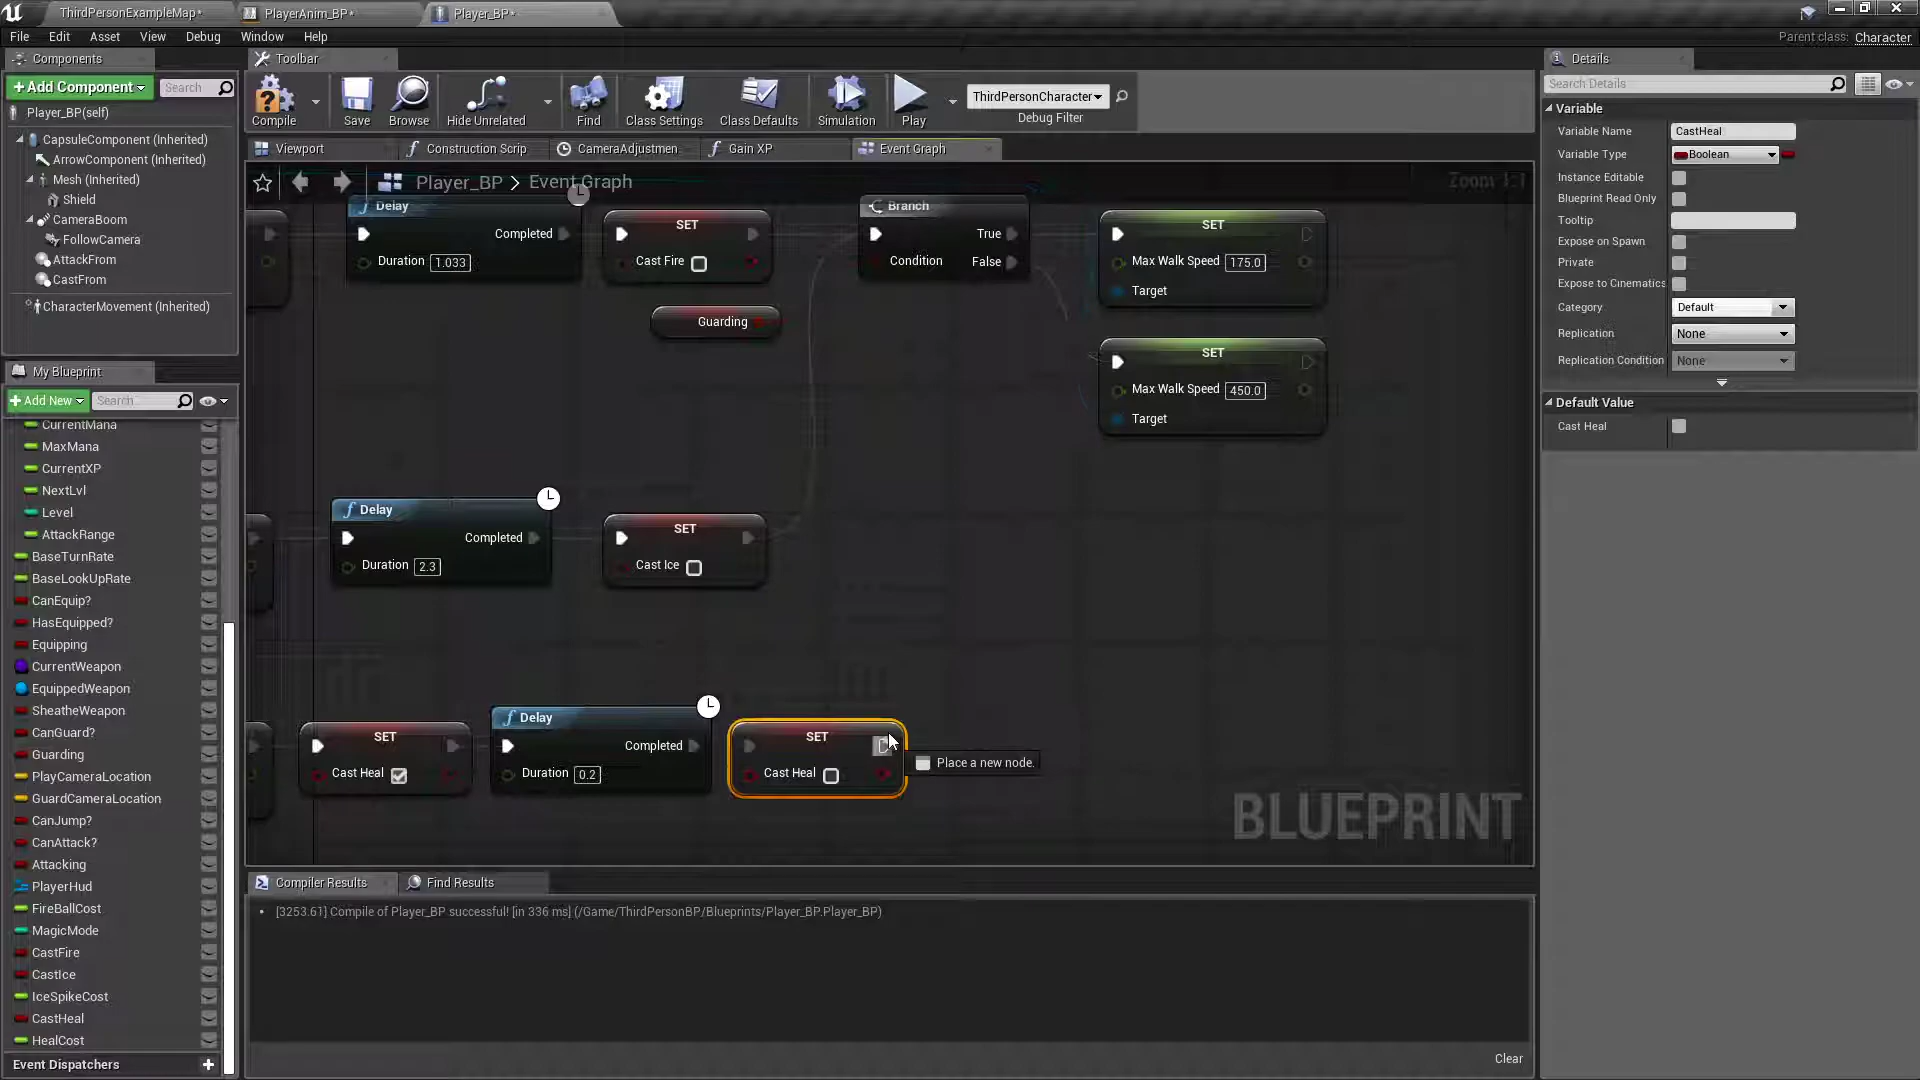 ThirdPersonExampleMap*
PlayerAnim_BP*
Player_BP*
File Edit Asset View Debug Window Help
Parent class: Character
Components
+Add Component
Search
Player_BP(self)
CapsuleComponent (Inherited)
ArrowComponent (Inherited)
Mesh (Inherited)
Shield
CameraBoom
FollowCamera
AttackFrom
CastFrom
CharacterMovement (Inherited)
My Blueprint
+Add New
Search
CurrentMana
MaxMana
CurrentXP
NextLvl
Level
AttackRange
BaseTurnRate
BaseLookUpRate
CanEquip?
HasEquipped?
Equipping
CurrentWeapon
EquippedWeapon
SheatheWeapon
CanGuard?
Guarding
PlayCameraLocation
GuardCameraLocation
CanJump?
CanAttack?
Attacking
PlayerHud
FireBallCost
MagicMode
CastFire
CastIce
IceSpikeCost
CastHeal
HealCost
Event Dispatchers +
Toolbar
Compile
Save
Browse
Hide Unrelated
Find
Class Settings
Class Defaults
Simulation
Play
ThirdPersonCharacter
Debug Filter
Viewport
Construction Scrip
CameraAdjustmen
Gain XP
Event Graph
Player_BP > Event Graph
Zoom 1:1
Delay
Completed
Duration 1.033
SET
Cast Fire
Guarding
Branch
True
Condition False
SET
Max Walk Speed 175.0
Target
SET
Max Walk Speed 450.0
Target
Delay
Completed
Duration 2.3
SET
Cast Ice
SET
Cast Heal
Delay
Completed
Duration 0.2
SET
Cast Heal
Place a new node.
BLUEPRINT
Compiler Results
Find Results
[3253.61] Compile of Player_BP successful! [in 336 ms] (/Game/ThirdPersonBP/Blueprints/Player_BP.Player_BP)
Clear
Details
Search Details
Variable
Variable Name CastHeal
Variable Type Boolean
Instance Editable
Blueprint Read Only
Tooltip
Expose on Spawn
Private
Expose to Cinematics
Category Default
Replication None
Replication Condition None
Default Value
Cast Heal